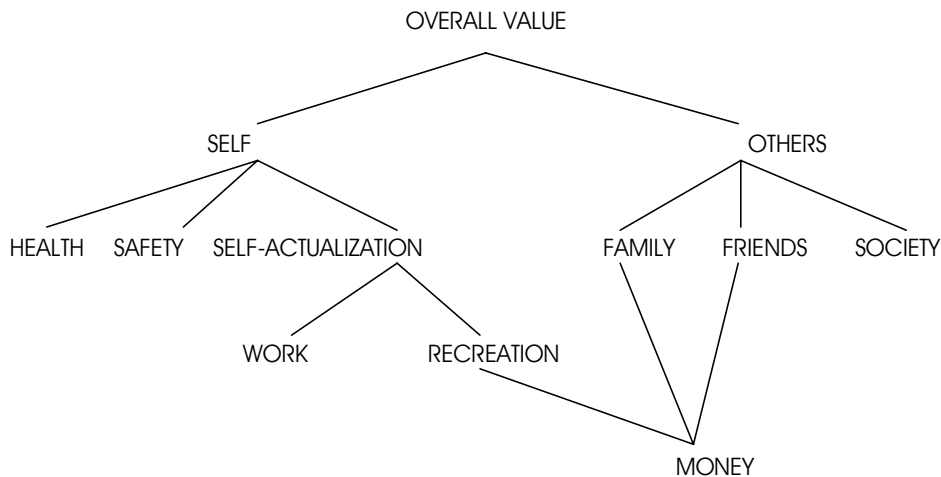 OVERALL VALUE
SELF
OTHERS
HEALTH
SAFETY
SELF-ACTUALIZATION
FAMILY
FRIENDS
SOCIETY
WORK
RECREATION
MONEY